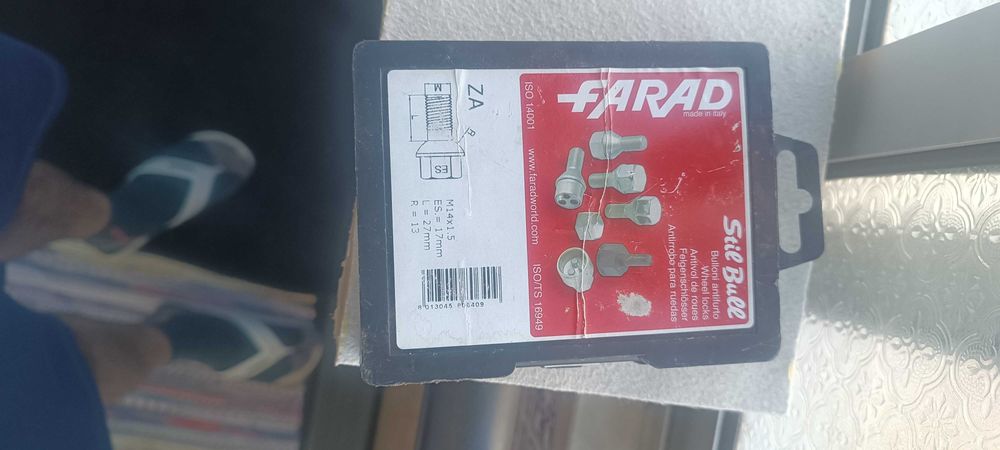 FARAD
made in italy
Stil Bull
Bulloni antifurto
Wheel locks
Antivol de roues
Felgenschlösser
Antirrobo para ruedas
ISO 14001
www.faradworld.com
ISO/TS 16949
ZA
M
L
R
ES
M14x1.5
ES.= 17mm
L = 27mm
R = 13